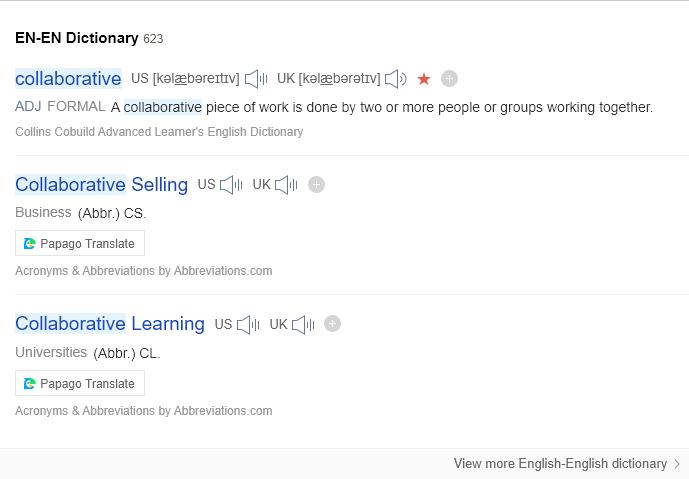 EN-EN Dictionary 623
collaborative US [kəlæbəreɪtɪv] UK [kəlæbərətɪv]
ADJ FORMAL A collaborative piece of work is done by two or more people or groups working together.
Collins Cobuild Advanced Learner's English Dictionary
Collaborative Selling US UK
Business (Abbr.) CS.
Papago Translate
Acronyms & Abbreviations by Abbreviations.com
Collaborative Learning US UK
Universities (Abbr.) CL.
Papago Translate
Acronyms & Abbreviations by Abbreviations.com
View more English-English dictionary